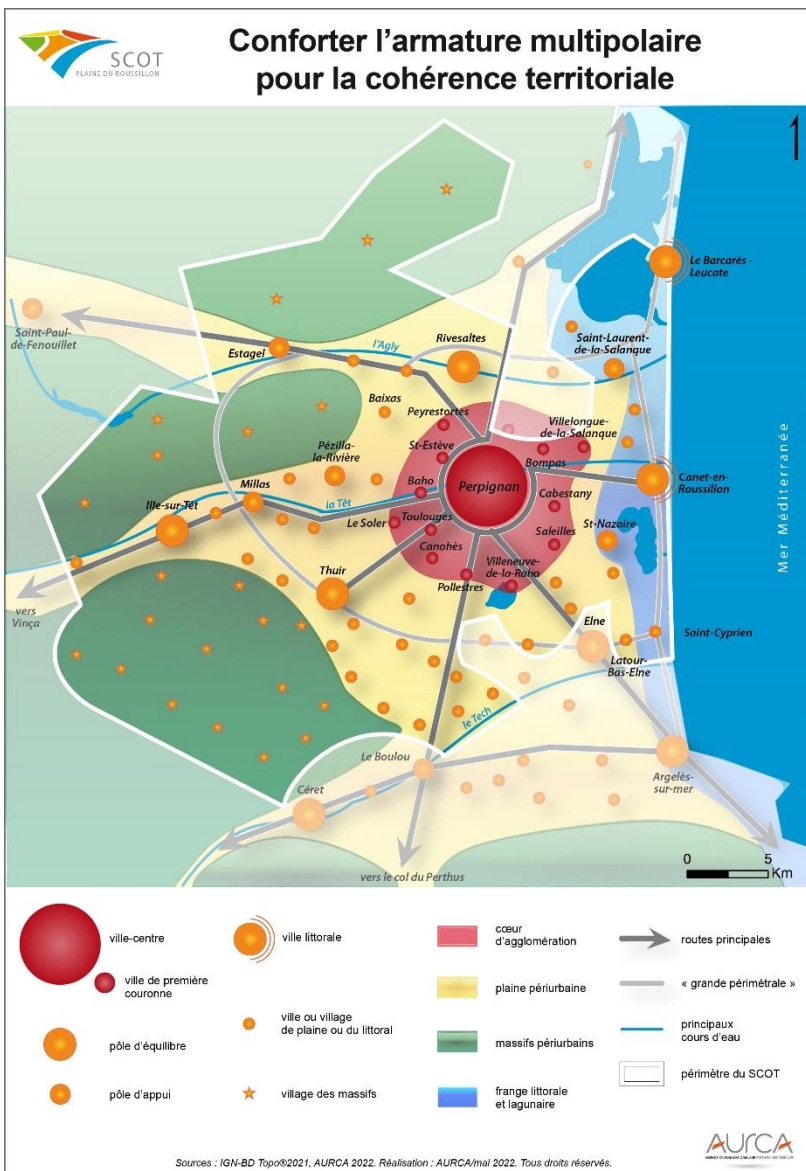 SCOT
PLAINE DU ROUSSILLON
Conforter l'armature multipolaire
pour la cohérence territoriale
Le Barcarès -
Leucate
Saint-Paul-
de-Fenouillet
Estagel
l'Agly
Rivesaltes
Saint-Laurent-
de-la-Salanque
Baixas
Peyrestortes
Villelongue-
de-la-Salanque
St-Estève
Bompas
Pézilla-
la-Rivière
Millas
Baho
Perpignan
Canet-en-
Roussillon
Ille-sur-Têt
la Têt
Cabestany
Le Soler
Toulouges
St-Nazaire
Saleilles
Canohès
Thuir
Villeneuve-
de-la-Raho
Pollestres
Mer Méditerranée
vers
Vinça
Elne
Saint-Cyprien
Latour-
Bas-Elne
le Tech
Le Boulou
Céret
Argelès-
sur-mer
vers le col du Perthus
0 5
Km
ville-centre
ville de première
couronne
pôle d'équilibre
pôle d'appui
ville littorale
ville ou village
de plaine ou du littoral
village des massifs
cœur
d'agglomération
plaine périurbaine
massifs périurbains
frange littorale
et lagunaire
routes principales
« grande périmétrale »
principaux
cours d'eau
périmètre du SCOT
Sources : IGN-BD Topo®2021, AURCA 2022. Réalisation : AURCA/mai 2022. Tous droits réservés.
AURCA